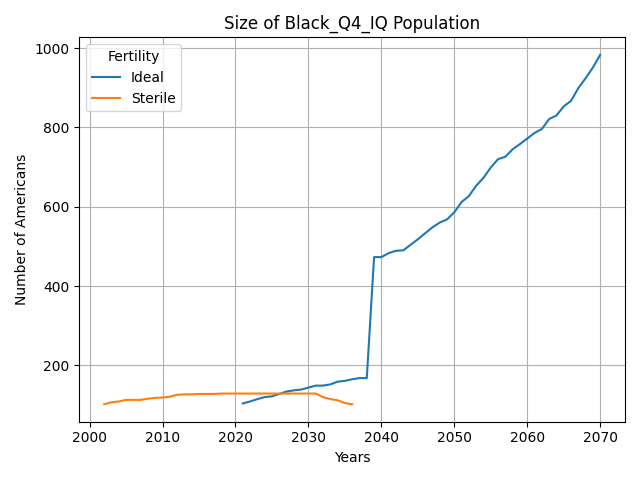 Size of Black_Q4_IQ Population
Fertility
Ideal
Sterile
1000
800
600
400
200
Number of Americans
2000 2010 2020 2030 2040 2050 2060 2070
Years